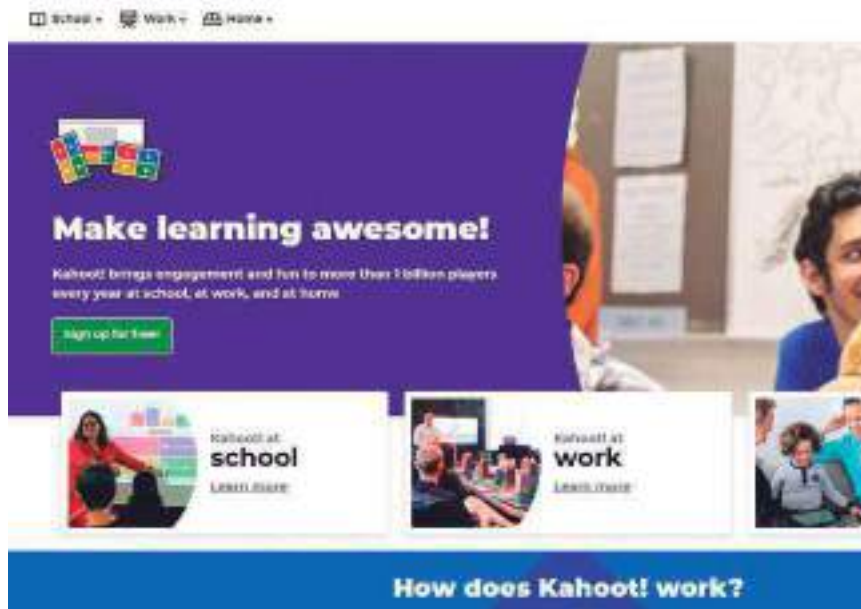 School Work Home
Make learning awesome!
Kahoot! brings engagement and fun to more than 1 billion players
every year at school, at work, and at home
Sign up for free!
Kahoot! at
school
Learn more
Kahoot! at
work
Learn more
How does Kahoot! work?